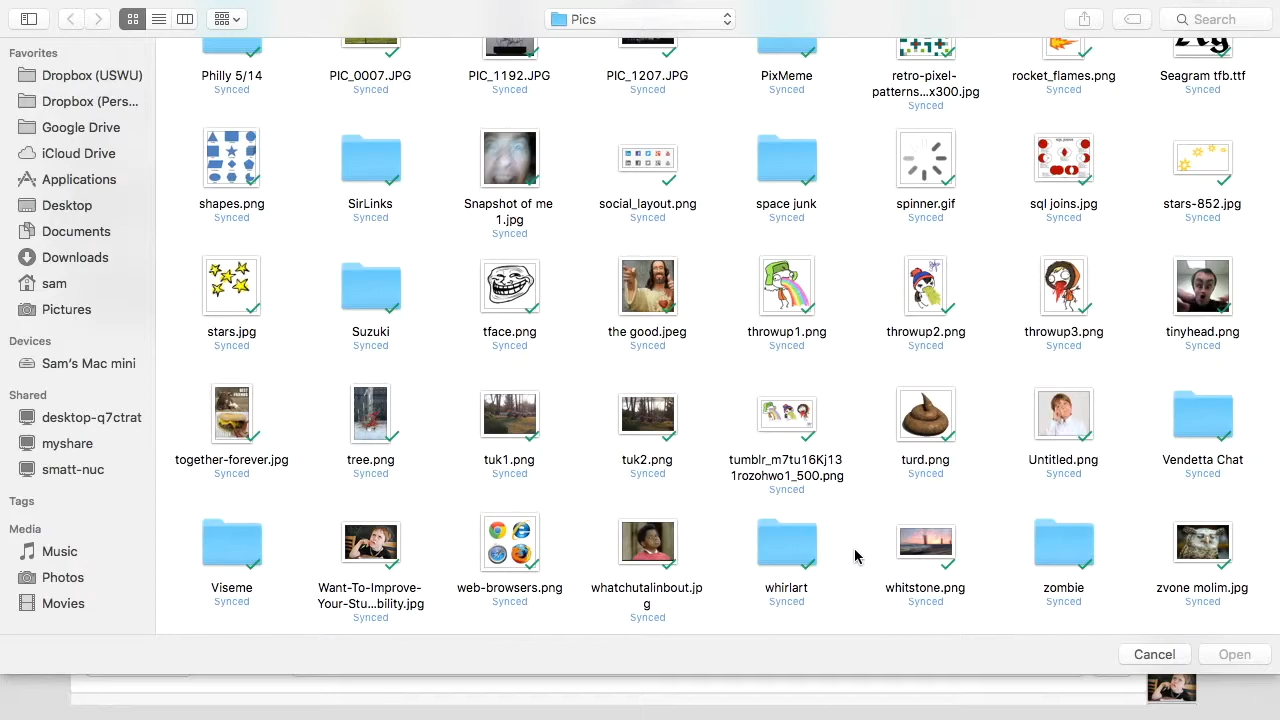 Pics
Search
Favorites
Dropbox (USWU)
Dropbox (Pers...
Google Drive
iCloud Drive
Applications
Desktop
Documents
Downloads
sam
Pictures
Devices
Sam's Mac mini
Shared
desktop-q7ctrat
myshare
smatt-nuc
Tags
Media
Music
Photos
Movies
Philly 5/14
Synced
PIC_0007.JPG
Synced
PIC_1192.JPG
Synced
PIC_1207.JPG
Synced
PixMeme
Synced
retro-pixel-
patterns...x300.jpg
Synced
rocket_flames.png
Synced
Seagram tfb.ttf
Synced
shapes.png
Synced
SirLinks
Synced
Snapshot of me
1.jpg
Synced
social_layout.png
Synced
space junk
Synced
spinner.gif
Synced
sql joins.jpg
Synced
stars-852.jpg
Synced
stars.jpg
Synced
Suzuki
Synced
tface.png
Synced
the good.jpeg
Synced
throwup1.png
Synced
throwup2.png
Synced
throwup3.png
Synced
tinyhead.png
Synced
together-forever.jpg
Synced
tree.png
Synced
tuk1.png
Synced
tuk2.png
Synced
tumblr_m7tu16Kj13
1rozohwo1_500.png
Synced
turd.png
Synced
Untitled.png
Synced
Vendetta Chat
Synced
Viseme
Synced
Want-To-Improve-
Your-Stu...bility.jpg
Synced
web-browsers.png
Synced
whatchutalinbout.jp
g
Synced
whirlart
Synced
whitstone.png
Synced
zombie
Synced
zvone molim.jpg
Synced
Cancel
Open